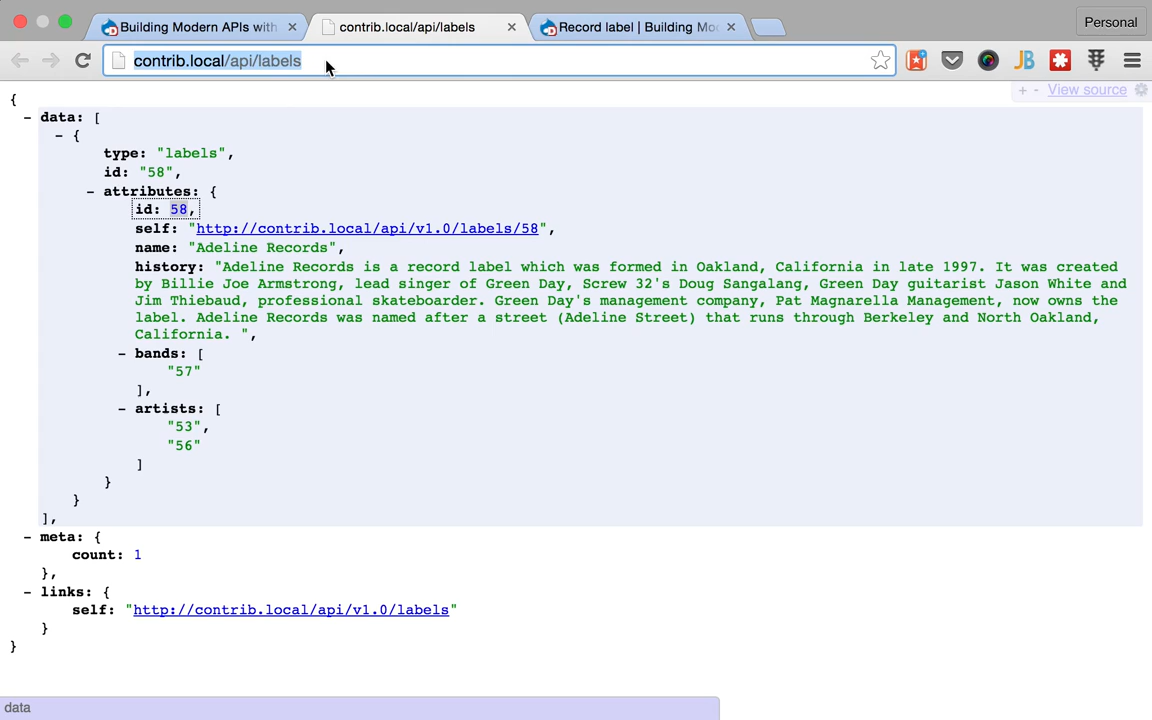 Building Modern APIs with
contrib.local/api/labels
Record label | Building Mo
Personal
contrib.local/api/labels
JB
+ - View source
{
- data: [
- {
type: "labels",
id: "58",
- attributes: {
id: 58,
self: "http://contrib.local/api/v1.0/labels/58",
name: "Adeline Records",
history: "Adeline Records is a record label which was formed in Oakland, California in late 1997. It was created
by Billie Joe Armstrong, lead singer of Green Day, Screw 32's Doug Sangalang, Green Day guitarist Jason White and
Jim Thiebaud, professional skateboarder. Green Day's management company, Pat Magnarella Management, now owns the
label. Adeline Records was named after a street (Adeline Street) that runs through Berkeley and North Oakland,
California. ",
- bands: [
"57"
],
- artists: [
"53",
"56"
]
}
}
],
- meta: {
count: 1
},
- links: {
self: "http://contrib.local/api/v1.0/labels"
}
}
data